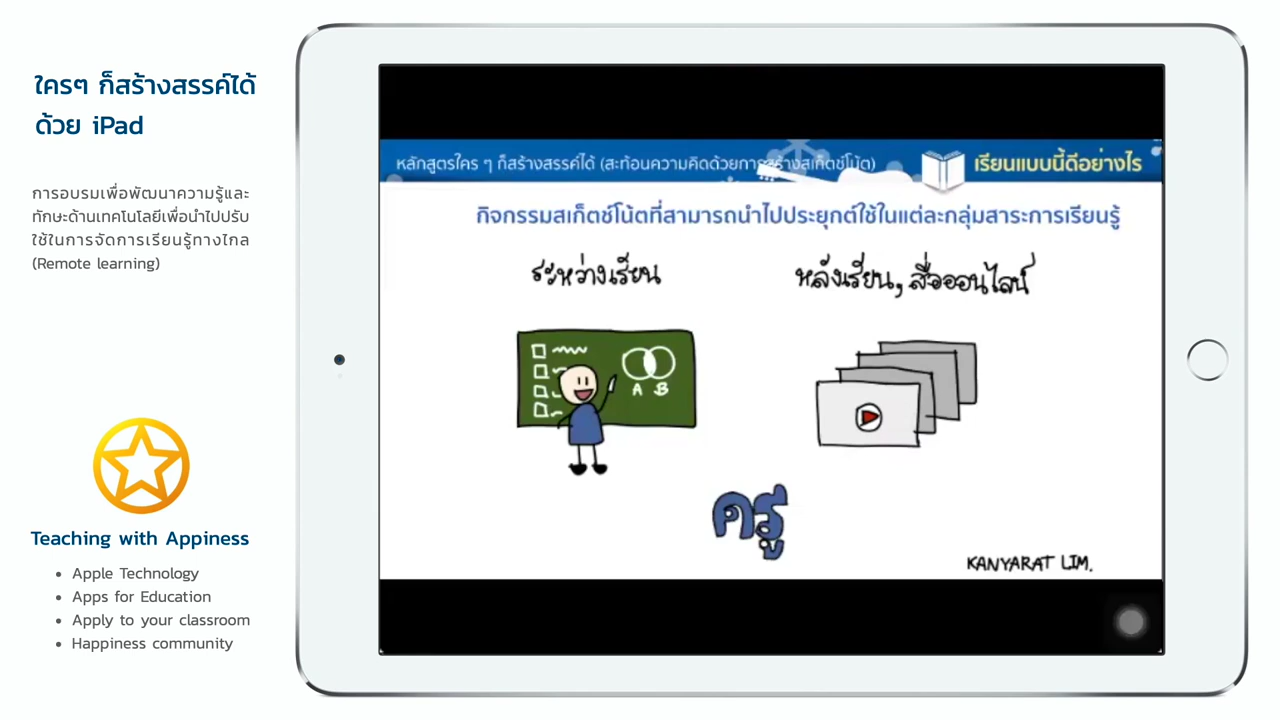 ใครๆ ก็สร้างสรรค์ได้
ด้วย iPad
การอบรมเพื่อพัฒนาความรู้และ
ทักษะด้านเทคโนโลยีเพื่อนำไปปรับ
ใช้ในการจัดการเรียนรู้ทางไกล
(Remote learning)
Teaching with Appiness
Apple Technology
Apps for Education
Apply to your classroom
Happiness community
หลักสูตรใคร ๆ ก็สร้างสรรค์ได้ (สะท้อนความคิดด้วยการสร้างสเก็ตช์โน้ต)
เรียนแบบนี้ดีอย่างไร
กิจกรรมสเก็ตช์โน้ตที่สามารถนำไปประยุกต์ใช้ในแต่ละกลุ่มสาระการเรียนรู้
ระหว่างเรียน
หลังเรียน, สื่อออนไลน์
A B
ครู
KANYARAT LIM.